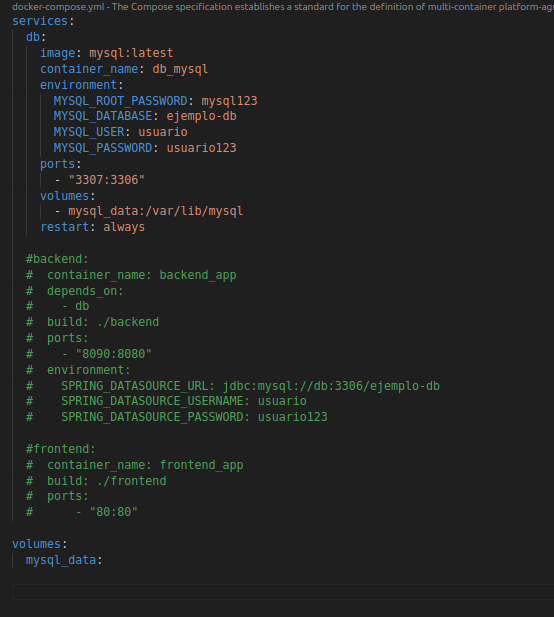 docker-compose.yml - The Compose specification establishes a standard for the definition of multi-container platform-ag
services:
  db:
    image: mysql:latest
    container_name: db_mysql
    environment:
      MYSQL_ROOT_PASSWORD: mysql123
      MYSQL_DATABASE: ejemplo-db
      MYSQL_USER: usuario
      MYSQL_PASSWORD: usuario123
    ports:
      - "3307:3306"
    volumes:
      - mysql_data:/var/lib/mysql
    restart: always

  #backend:
  #  container_name: backend_app
  #  depends_on:
  #    - db
  #  build: ./backend
  #  ports:
  #    - "8090:8080"
  #  environment:
  #    SPRING_DATASOURCE_URL: jdbc:mysql://db:3306/ejemplo-db
  #    SPRING_DATASOURCE_USERNAME: usuario
  #    SPRING_DATASOURCE_PASSWORD: usuario123

  #frontend:
  #  container_name: frontend_app
  #  build: ./frontend
  #  ports:
  #      - "80:80"

volumes:
  mysql_data: